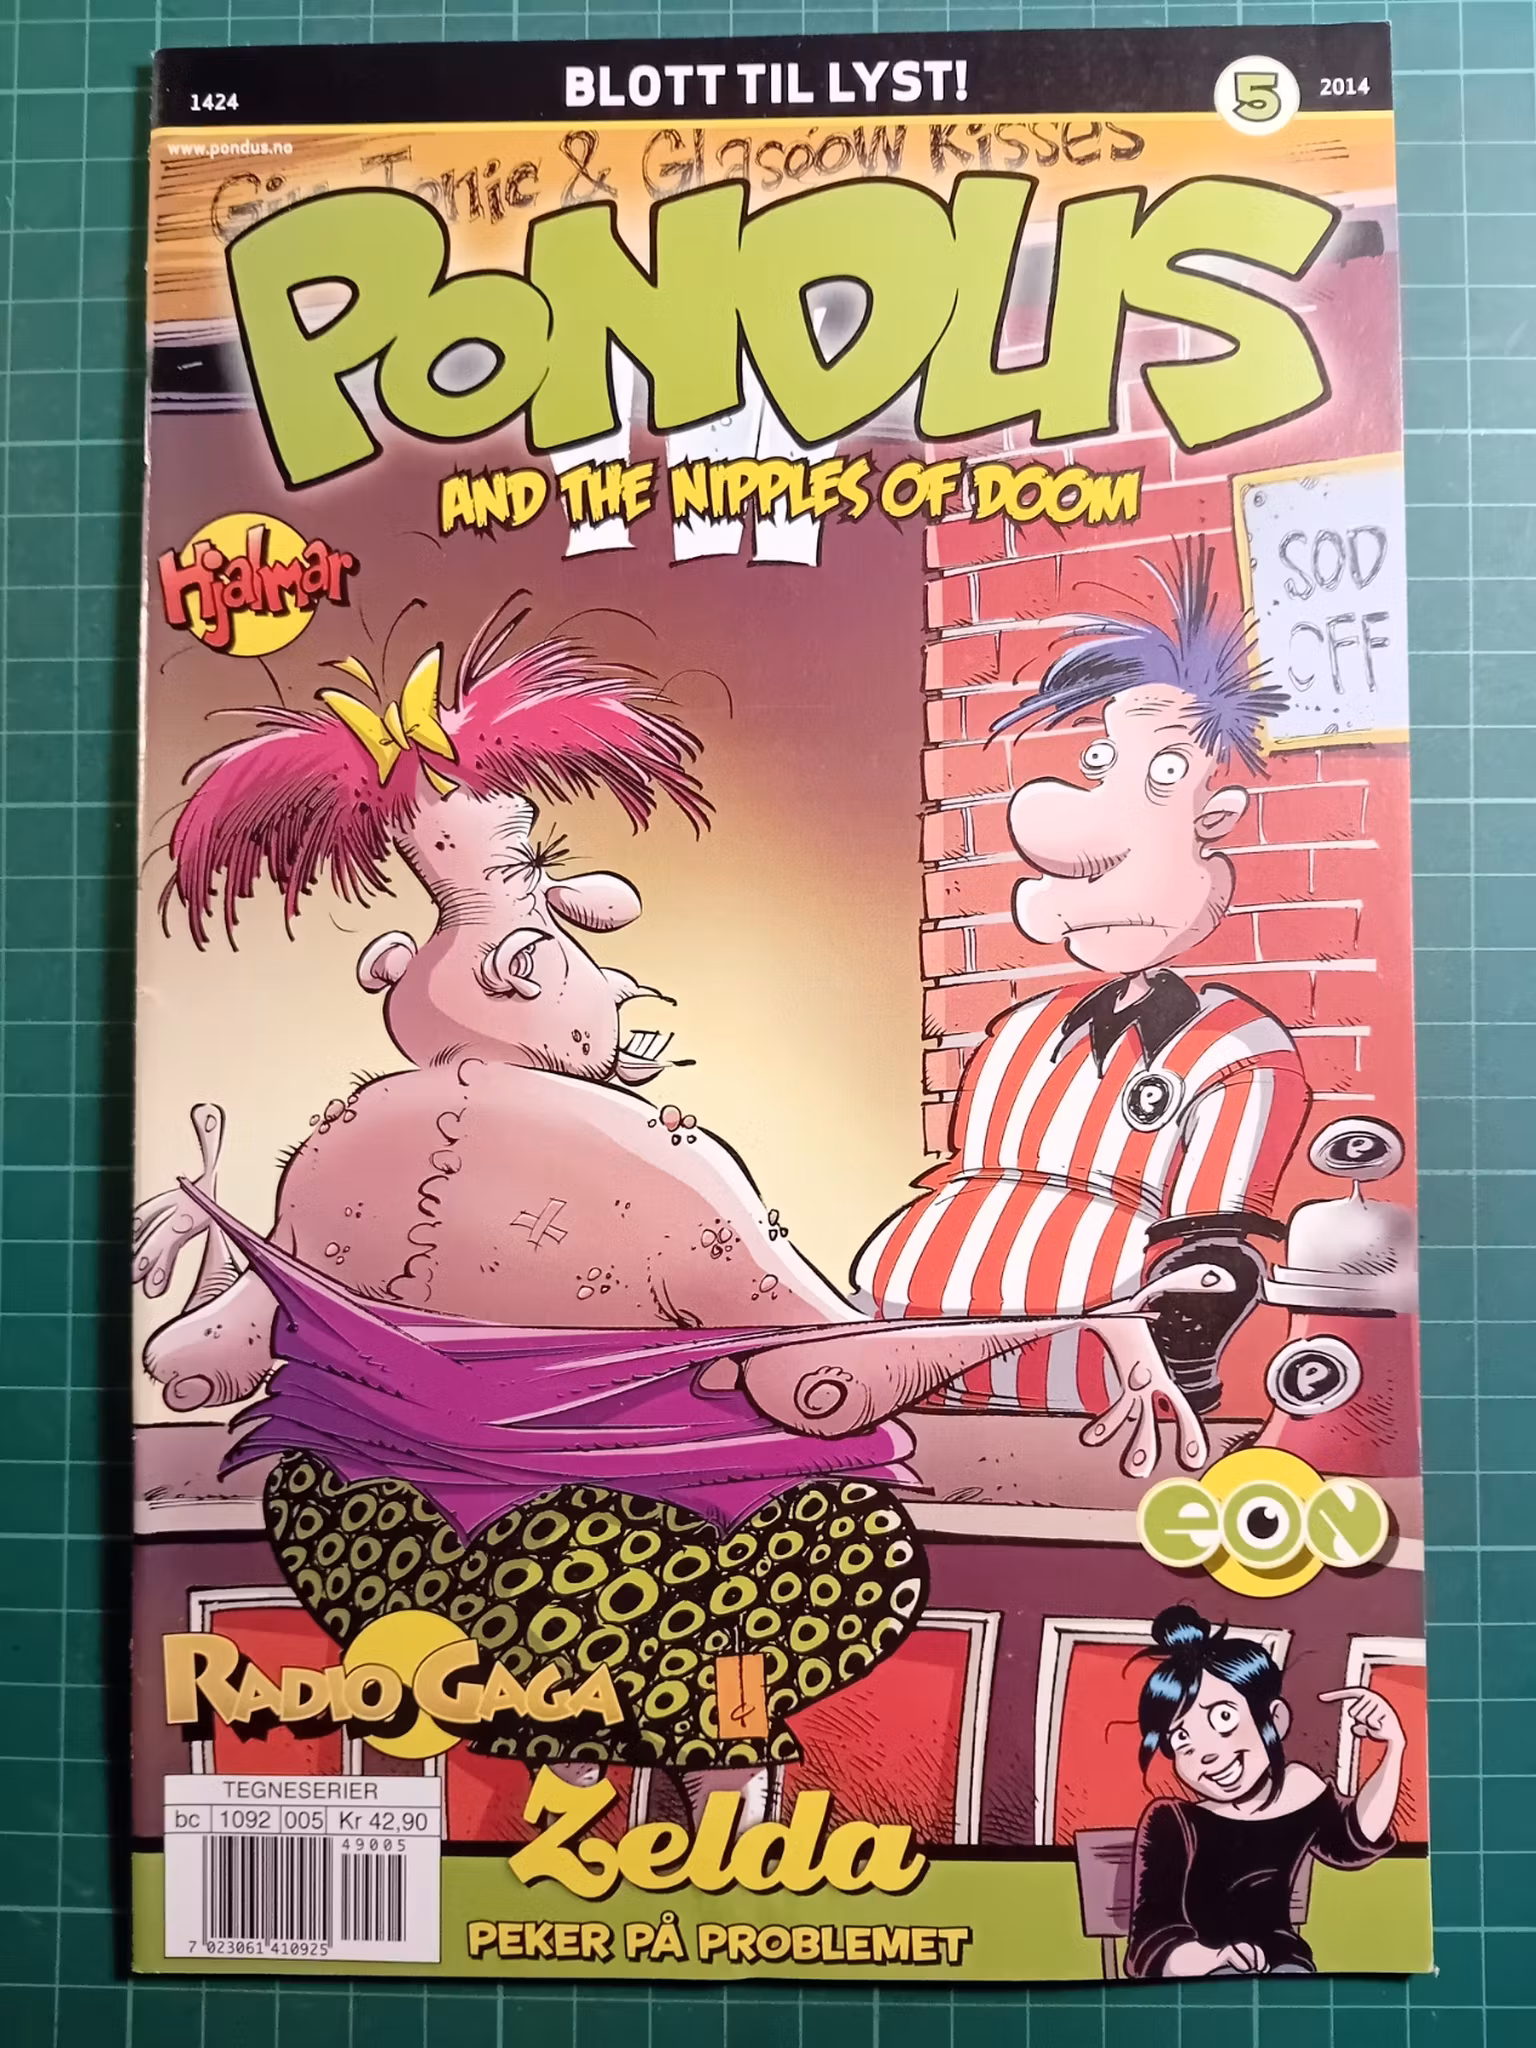 1424
BLOTT TIL LYST!
5
2014
www.pondus.no
Gin Tonic & Glasgow Kisses
PONDUS
AND THE NIPPLES OF DOOM
Hjalmar
SOD
OFF
e
e
e
eON
RADIO GAGA
¢
TEGNESERIER
bc 1092 005 Kr 42,90
49005
7 023061 410925
Zelda
PEKER PÅ PROBLEMET